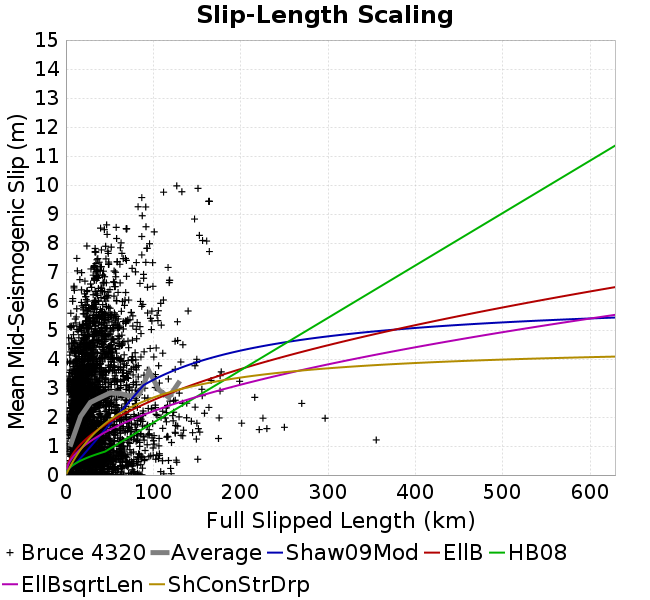 Slip-Length Scaling
Mean Mid-Seismogenic Slip (m)
15
14
13
12
11
10
9
8
7
6
5
4
3
2
1
0
0 100 200 300 400 500 600
Full Slipped Length (km)
Bruce 4320 Average Shaw09Mod EllB HB08
EllBsqrtLen ShConStrDrp